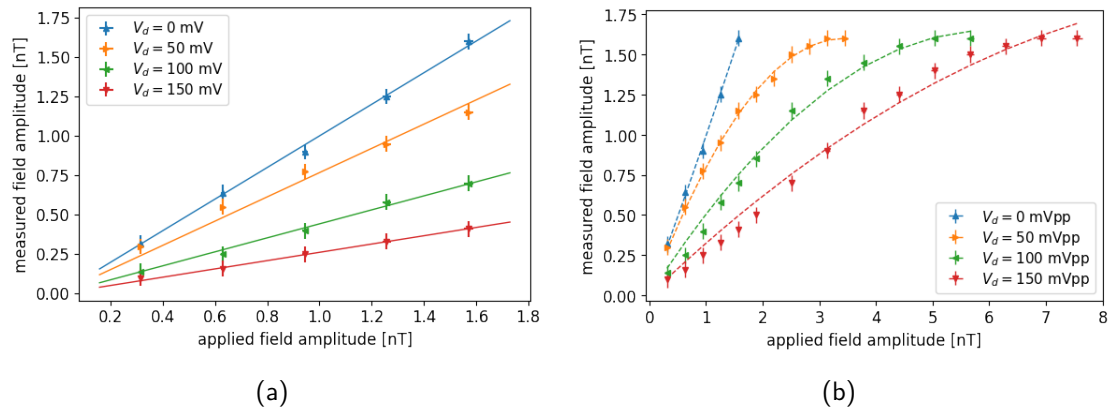 measured field amplitude [nT]
1.75
1.50
1.25
1.00
0.75
0.50
0.25
0.00
V_d = 0 mV
V_d = 50 mV
V_d = 100 mV
V_d = 150 mV
0.2 0.4 0.6 0.8 1.0 1.2 1.4 1.6 1.8
applied field amplitude [nT]
(a)
measured field amplitude [nT]
1.75
1.50
1.25
1.00
0.75
0.50
0.25
0.00
V_d = 0 mVpp
V_d = 50 mVpp
V_d = 100 mVpp
V_d = 150 mVpp
0 1 2 3 4 5 6 7 8
applied field amplitude [nT]
(b)